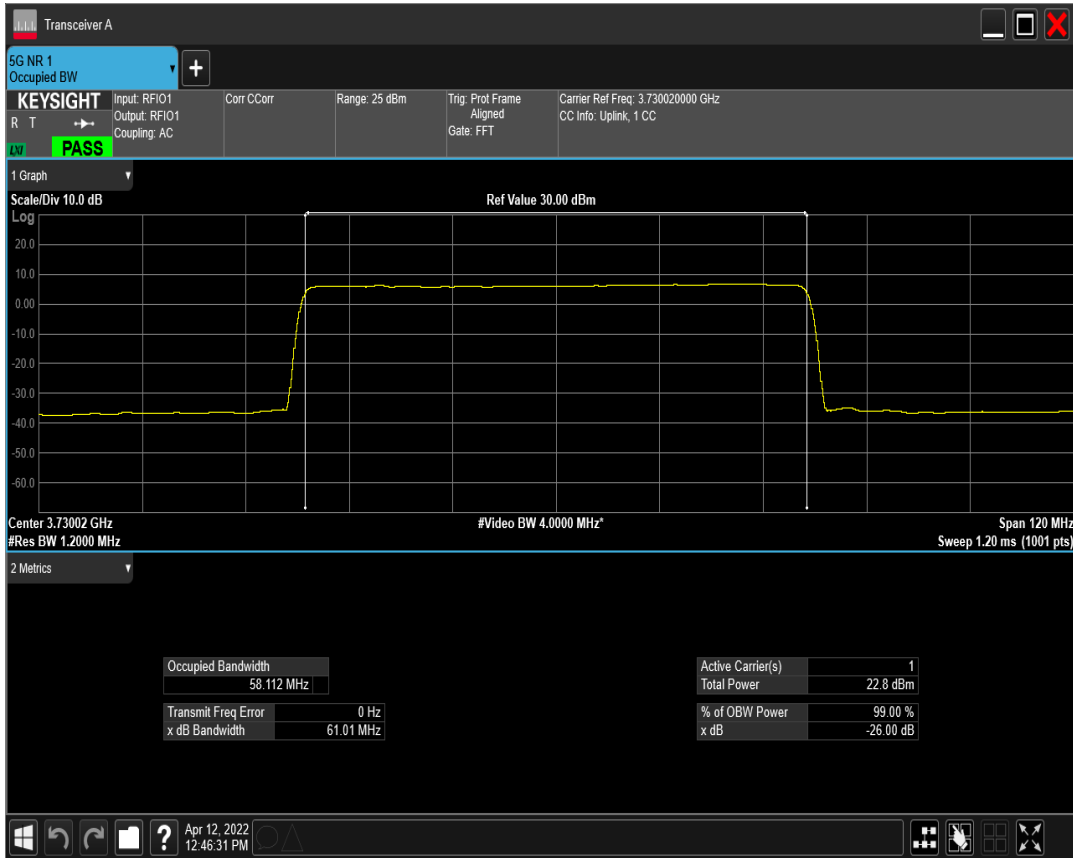 Transceiver A
5G NR 1
Occupied BW
+
KEYSIGHT
R T
LXI
PASS
Input: RFIO1
Output: RFIO1
Coupling: AC
Corr CCorr
Range: 25 dBm
Trig: Prot Frame
Aligned
Gate: FFT
Carrier Ref Freq: 3.730020000 GHz
CC Info: Uplink, 1 CC
1 Graph
Scale/Div 10.0 dB
Ref Value 30.00 dBm
Log
20.0
10.0
0.00
-10.0
-20.0
-30.0
-40.0
-50.0
-60.0
Center 3.73002 GHz
#Video BW 4.0000 MHz*
Span 120 MHz
#Res BW 1.2000 MHz
Sweep 1.20 ms (1001 pts)
2 Metrics
Occupied Bandwidth
58.112 MHz
Transmit Freq Error 0 Hz
x dB Bandwidth 61.01 MHz
Active Carrier(s) 1
Total Power 22.8 dBm
% of OBW Power 99.00 %
x dB -26.00 dB
?
Apr 12, 2022
12:46:31 PM